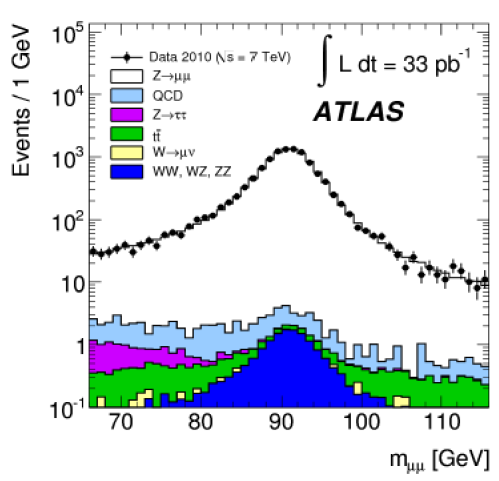 Events / 1 GeV
10⁵
10⁴
10³
10²
10
1
10⁻¹
Data 2010 (√s = 7 TeV)
Z→μμ
QCD
Z→ττ
tt̄
W→μν
WW, WZ, ZZ
∫ L dt = 33 pb⁻¹
ATLAS
70 80 90 100 110
m_μμ [GeV]